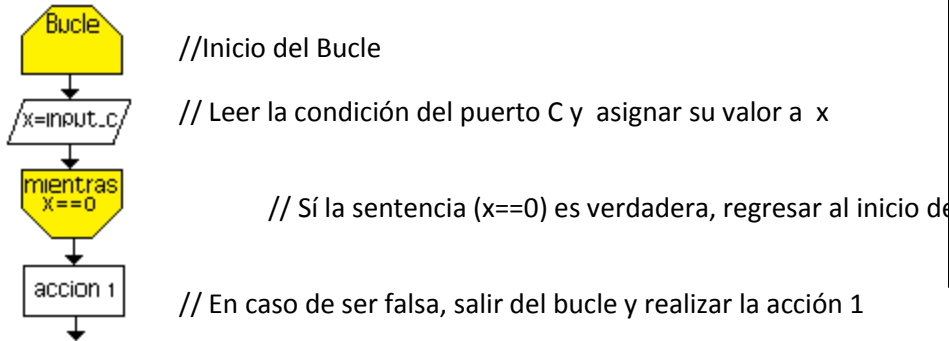 Bucle
//Inicio del Bucle
x=input_c
// Leer la condición del puerto C y asignar su valor a x
mientras
x==0
// Sí la sentencia (x==0) es verdadera, regresar al inicio de
accion 1
// En caso de ser falsa, salir del bucle y realizar la acción 1